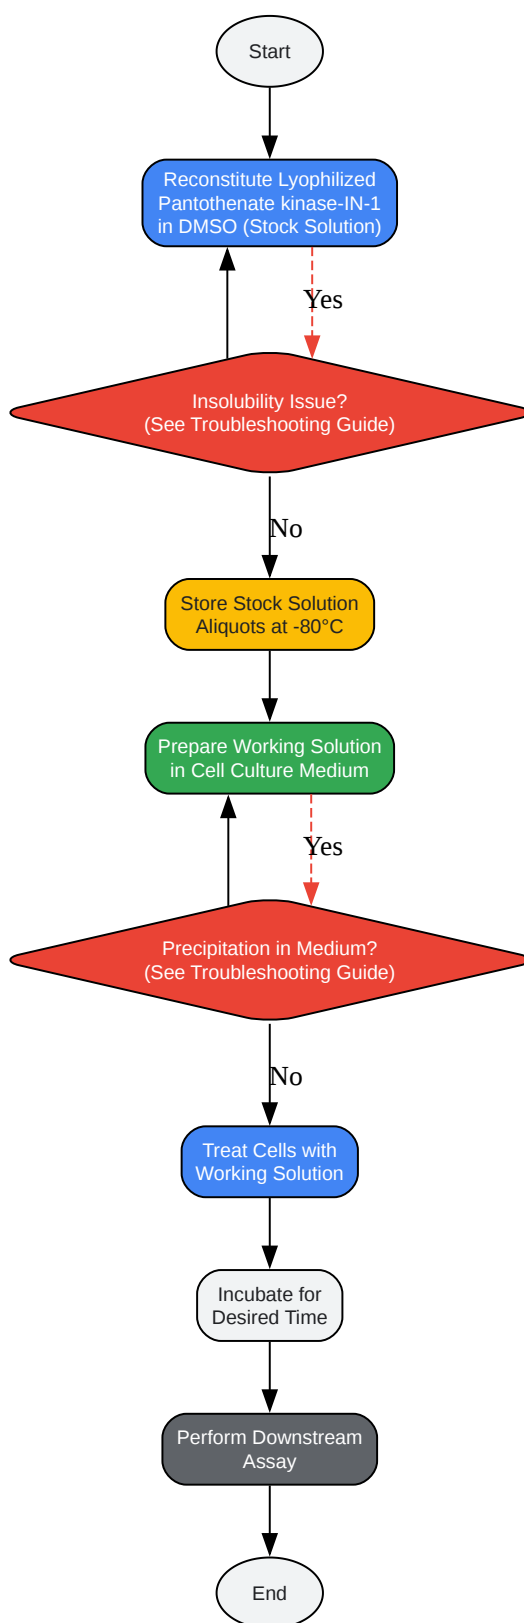 Start
Reconstitute Lyophilized
Pantothenate kinase-IN-1
in DMSO (Stock Solution)
Yes
Insolubility Issue?
(See Troubleshooting Guide)
No
Store Stock Solution
Aliquots at -80°C
Prepare Working Solution
in Cell Culture Medium
Yes
Precipitation in Medium?
(See Troubleshooting Guide)
No
Treat Cells with
Working Solution
Incubate for
Desired Time
Perform Downstream
Assay
End